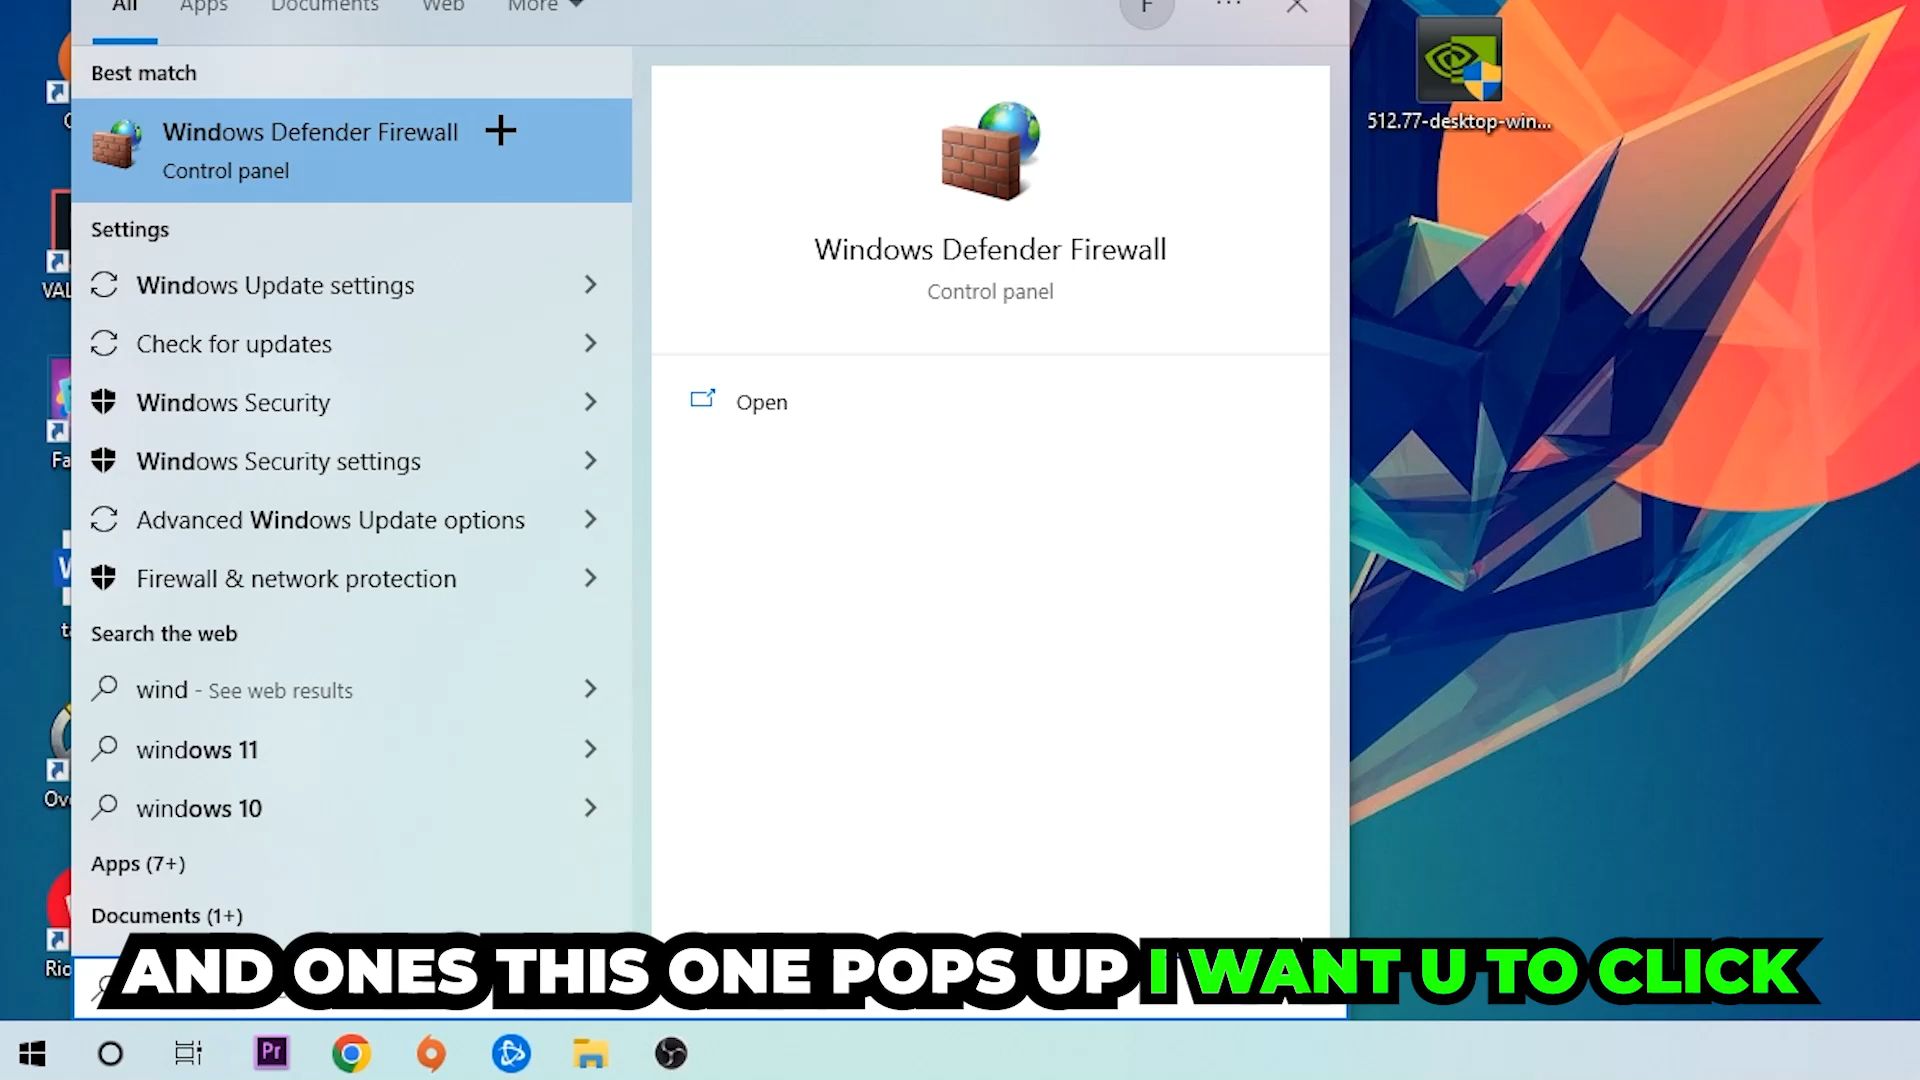 All Apps Documents Web More
F
Best match
Windows Defender Firewall
Control panel
Settings
Windows Update settings
Check for updates
Windows Security
Windows Security settings
Advanced Windows Update options
Firewall & network protection
Search the web
wind - See web results
windows 11
windows 10
Apps (7+)
Documents (1+)
Windows Defender Firewall
Control panel
Open
512.77-desktop-win...
VAL
Fa
Ov
Rio
AND ONES THIS ONE POPS UP I WANT U TO CLICK
Pr